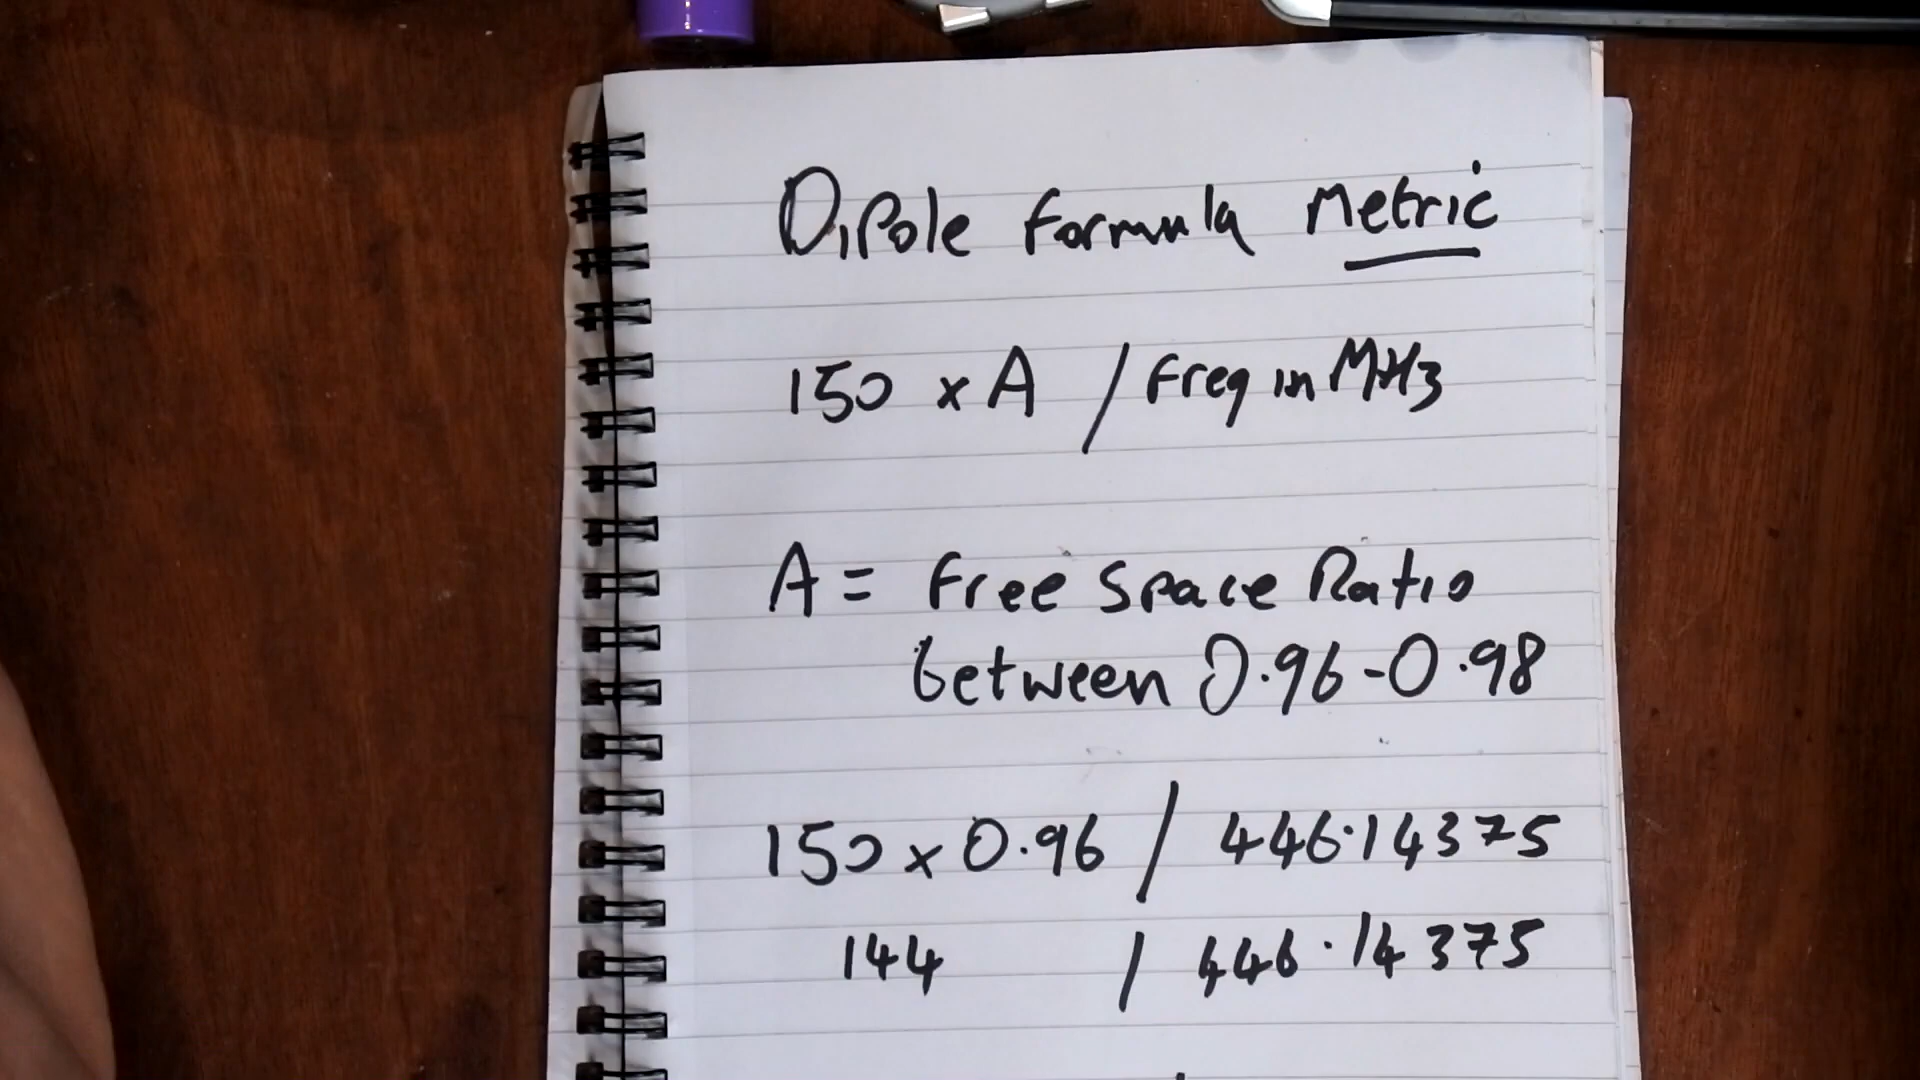 Dipole formula Metric
150 x A / Freq in MHz
A = Free Space Ratio
between 0.96-0.98
150 x 0.96 / 446.14375
144 / 446.14375